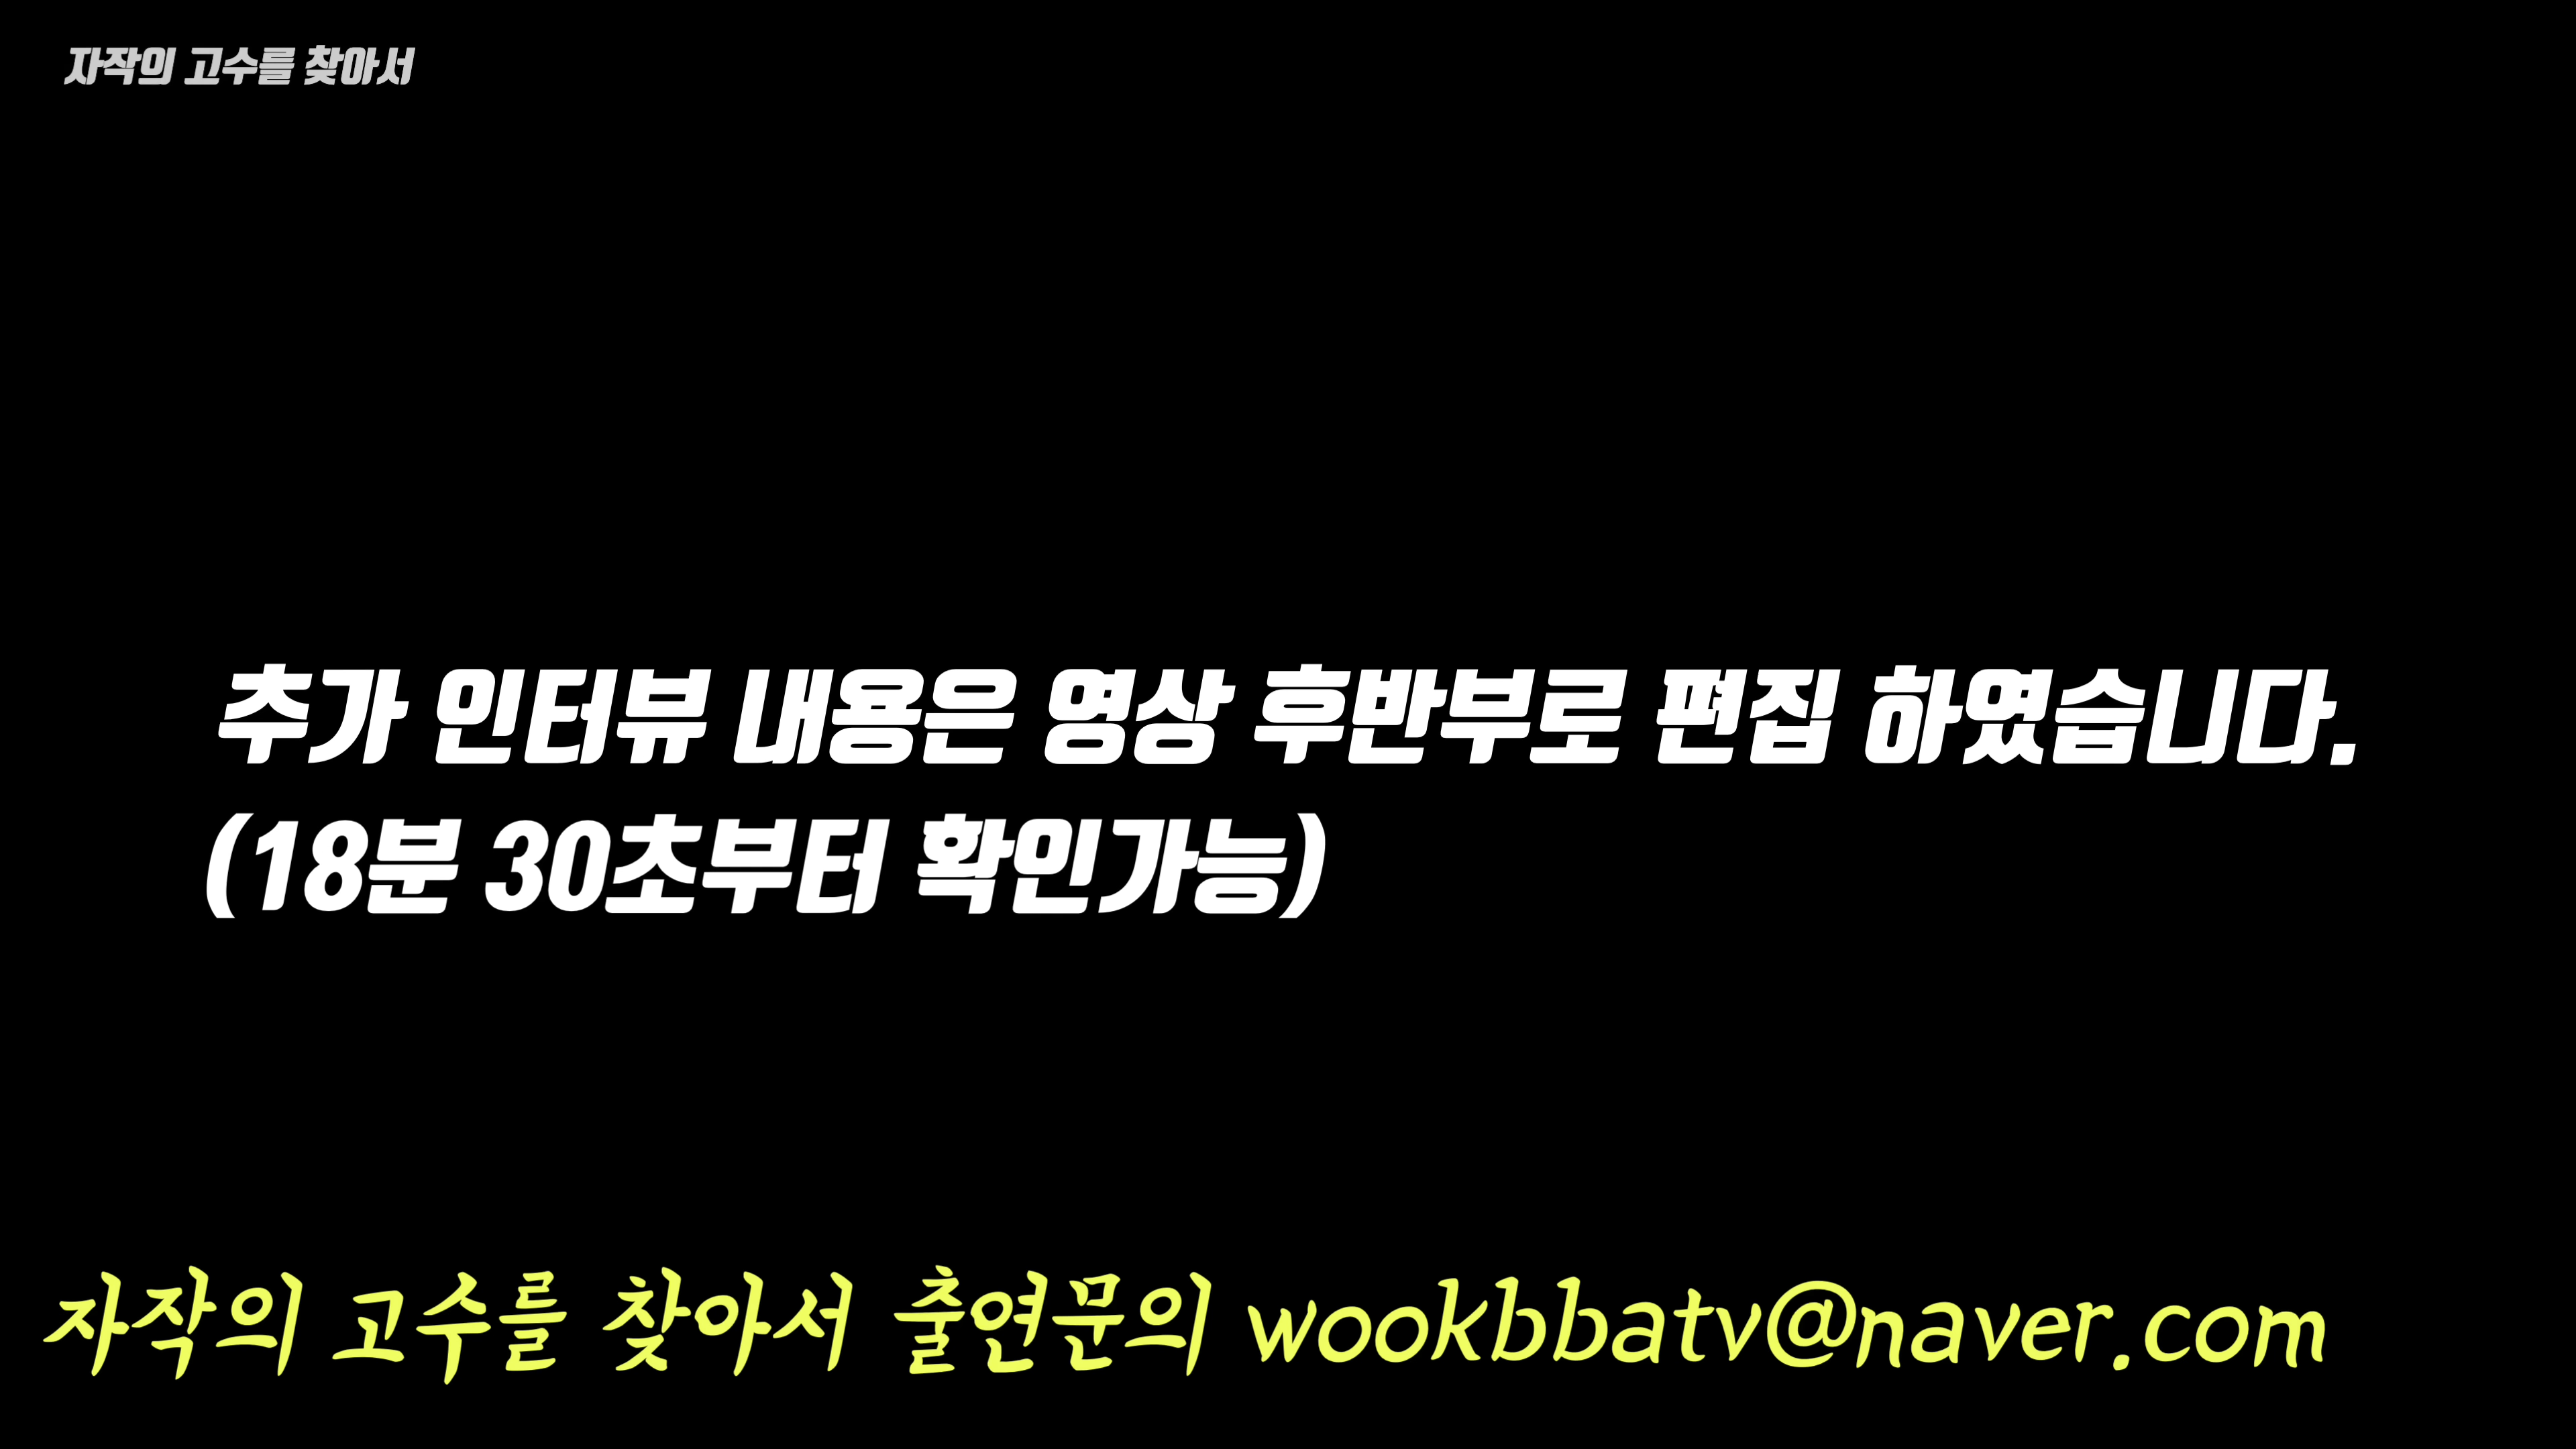 자작의 고수를 찾아서
추가 인터뷰 내용은 영상 후반부로 편집 하였습니다.
(18분 30초부터 확인가능)
자작의 고수를 찾아서 출연문의 wookbbatv@naver.com